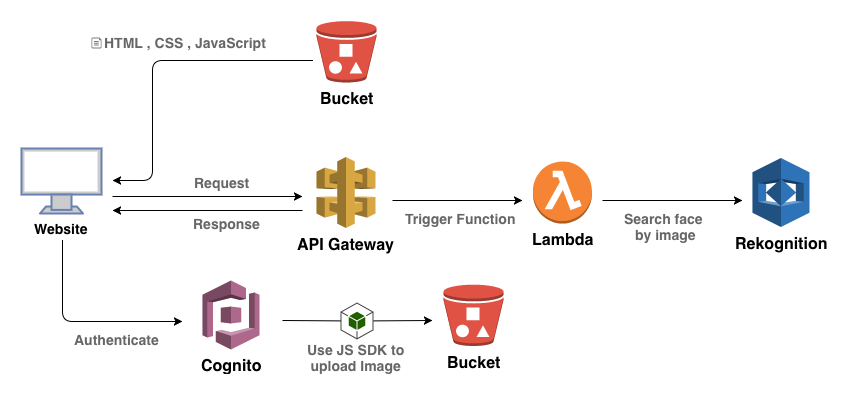 HTML , CSS , JavaScript
Bucket
Request
Response
Website
API Gateway
Trigger Function
Lambda
Search face
by image
Rekognition
Authenticate
Cognito
Use JS SDK to
upload Image
Bucket